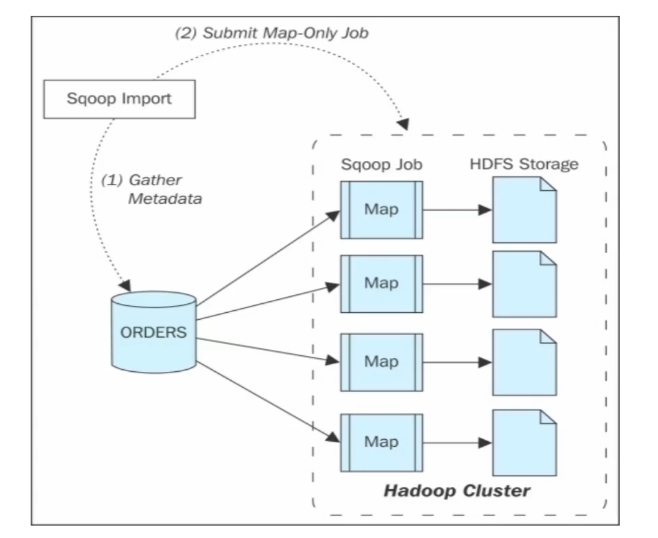 (2) Submit Map-Only Job
Sqoop Import
(1) Gather
Metadata
Sqoop Job
HDFS Storage
Map
Map
ORDERS
Map
Map
Hadoop Cluster